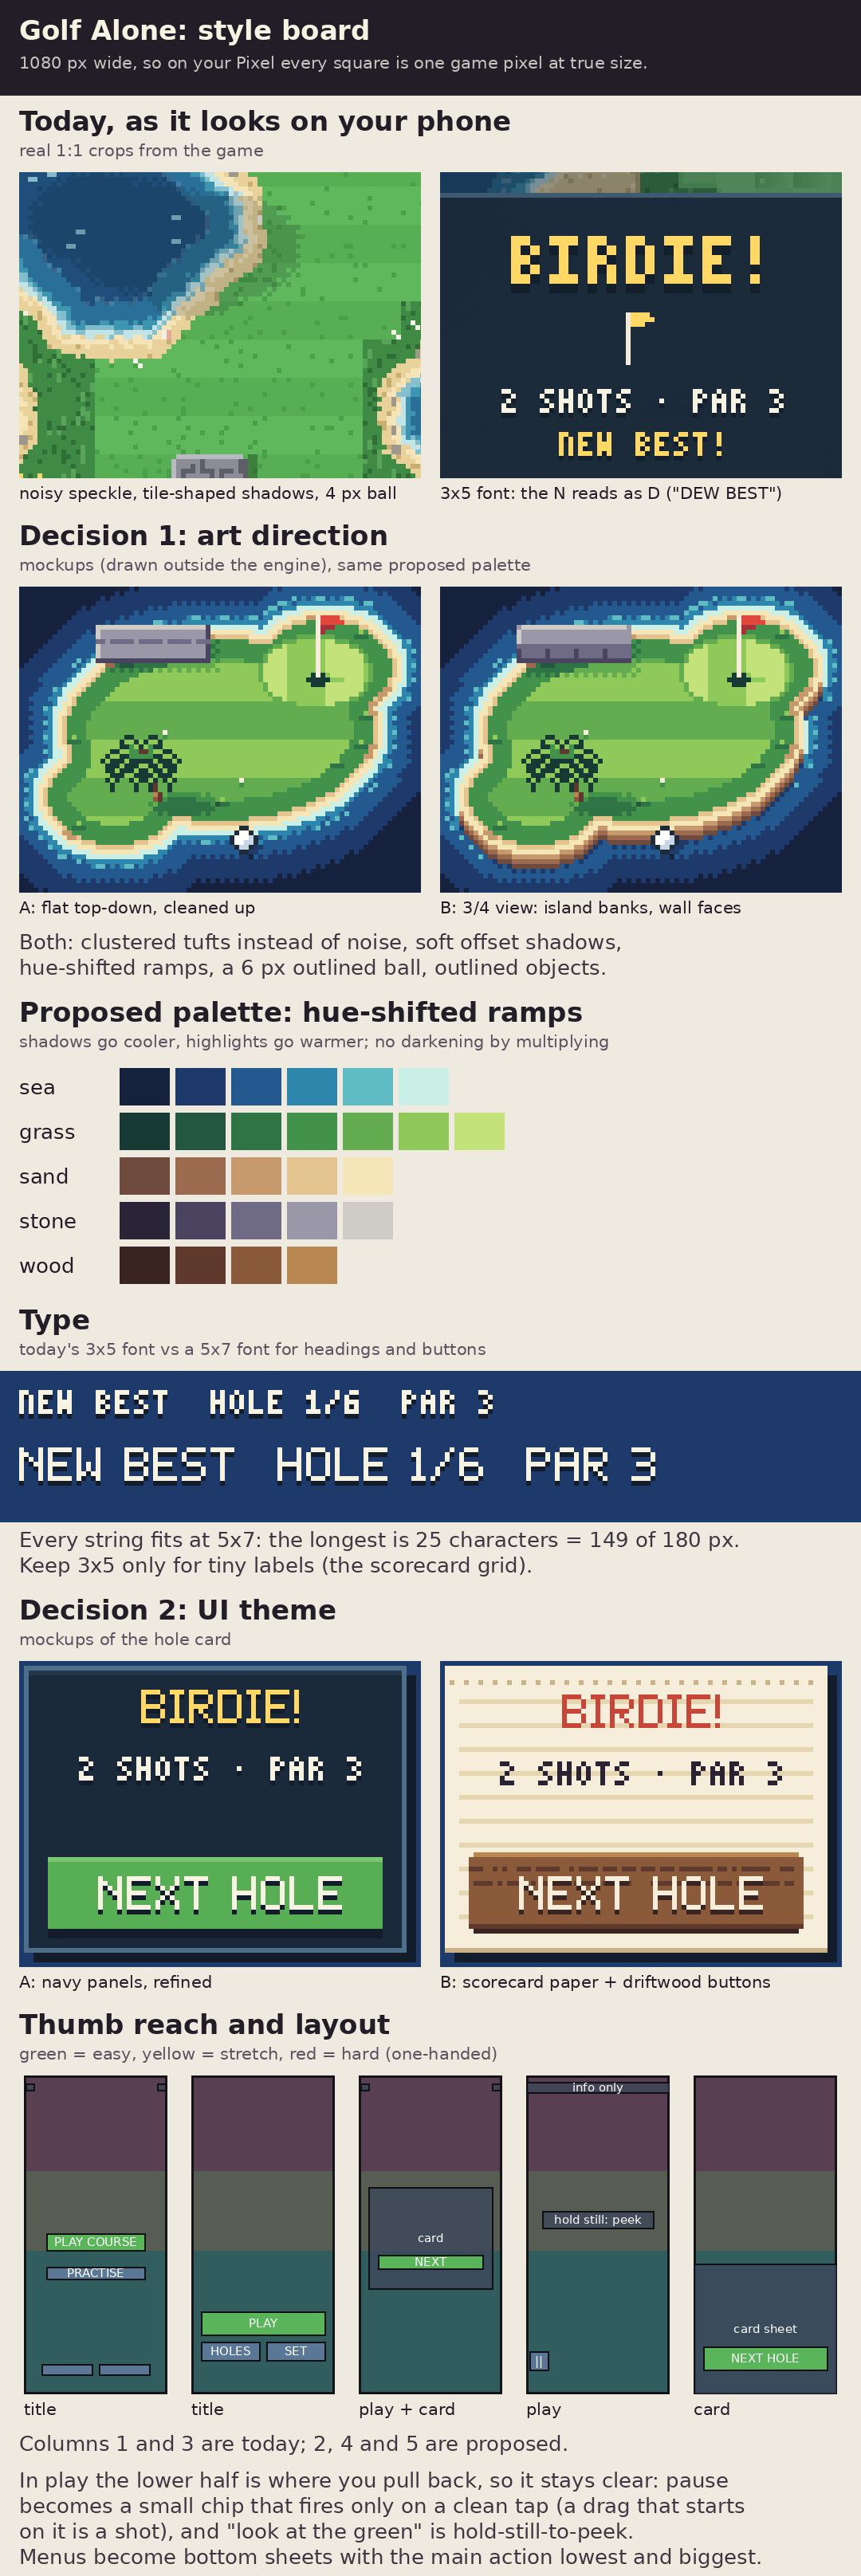 Golf Alone: style board
1080 px wide, so on your Pixel every square is one game pixel at true size.
Today, as it looks on your phone
real 1:1 crops from the game
BIRDIE!
2 SHOTS · PAR 3
NEW BEST!
noisy speckle, tile-shaped shadows, 4 px ball
3x5 font: the N reads as D ("DEW BEST")
Decision 1: art direction
mockups (drawn outside the engine), same proposed palette
A: flat top-down, cleaned up
B: 3/4 view: island banks, wall faces
Both: clustered tufts instead of noise, soft offset shadows,
hue-shifted ramps, a 6 px outlined ball, outlined objects.
Proposed palette: hue-shifted ramps
shadows go cooler, highlights go warmer; no darkening by multiplying
sea
grass
sand
stone
wood
Type
today's 3x5 font vs a 5x7 font for headings and buttons
NEW BEST HOLE 1/6 PAR 3
NEW BEST HOLE 1/6 PAR 3
Every string fits at 5x7: the longest is 25 characters = 149 of 180 px.
Keep 3x5 only for tiny labels (the scorecard grid).
Decision 2: UI theme
mockups of the hole card
BIRDIE!
2 SHOTS · PAR 3
NEXT HOLE
BIRDIE!
2 SHOTS · PAR 3
NEXT HOLE
A: navy panels, refined
B: scorecard paper + driftwood buttons
Thumb reach and layout
green = easy, yellow = stretch, red = hard (one-handed)
PLAY COURSE
PRACTISE
PLAY
HOLES
SET
card
NEXT
info only
hold still: peek
||
card sheet
NEXT HOLE
title
title
play + card
play
card
Columns 1 and 3 are today; 2, 4 and 5 are proposed.
In play the lower half is where you pull back, so it stays clear: pause
becomes a small chip that fires only on a clean tap (a drag that starts
on it is a shot), and "look at the green" is hold-still-to-peek.
Menus become bottom sheets with the main action lowest and biggest.